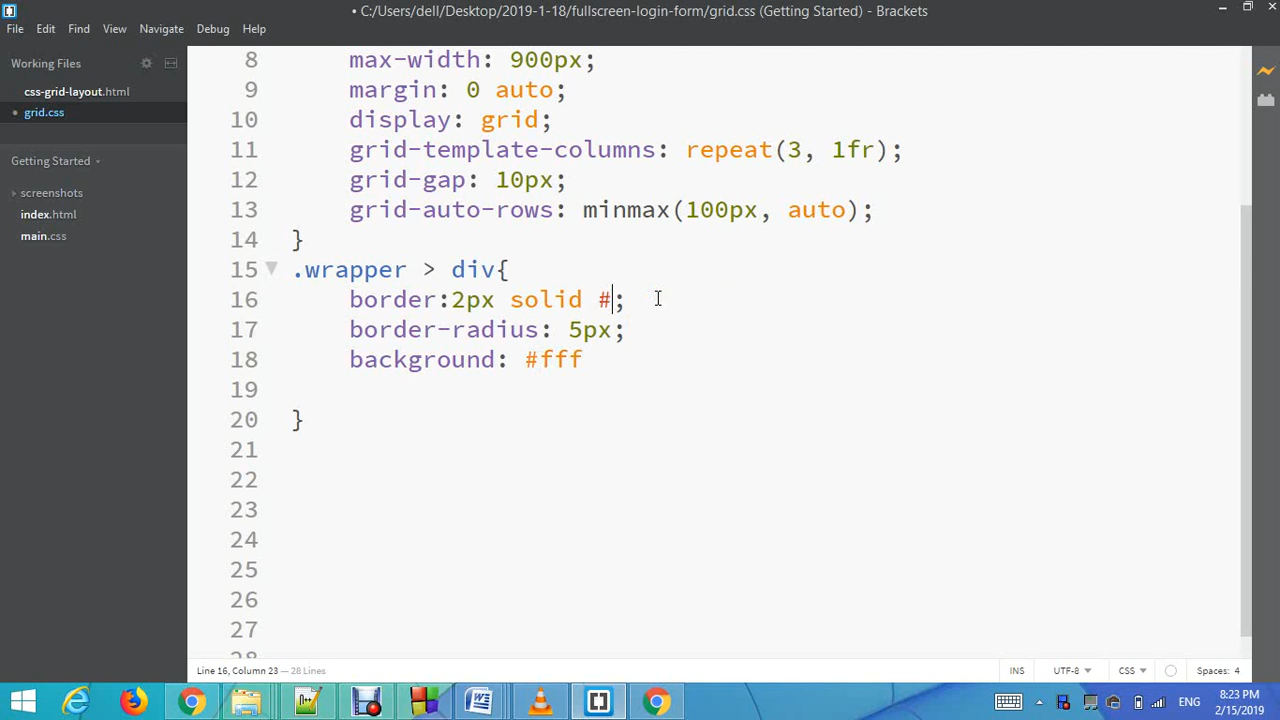 • C:/Users/dell/Desktop/2019-1-18/fullscreen-login-form/grid.css (Getting Started) - Brackets
File Edit Find View Navigate Debug Help
Working Files
css-grid-layout.html
• grid.css
Getting Started
screenshots
index.html
main.css
8 max-width: 900px;
9 margin: 0 auto;
10 display: grid;
11 grid-template-columns: repeat(3, 1fr);
12 grid-gap: 10px;
13 grid-auto-rows: minmax(100px, auto);
14 }
15 .wrapper > div{
16 border:2px solid #;
17 border-radius: 5px;
18 background: #fff
19
20 }
21
22
23
24
25
26
27
28
Line 16, Column 23 — 28 Lines
INS UTF-8 CSS Spaces: 4
ENG
8:23 PM
2/15/2019